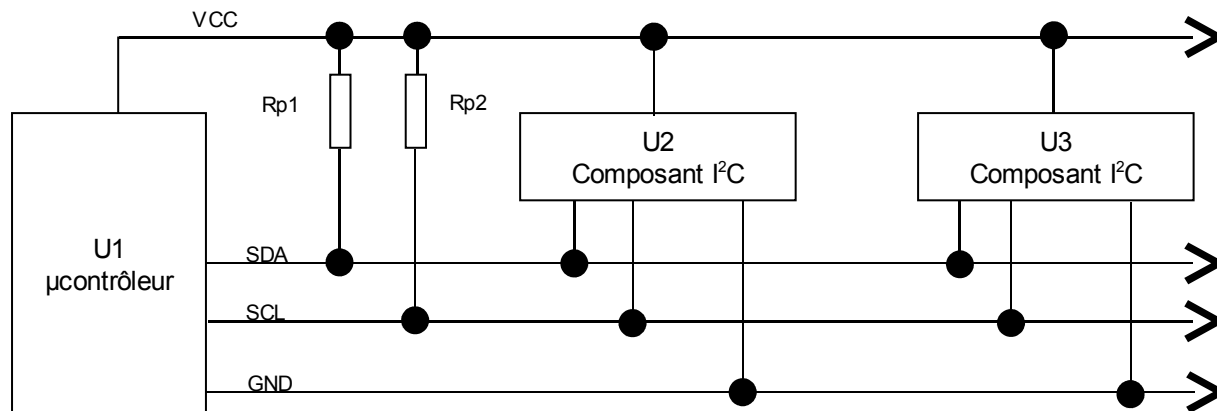 VCC
Rp1
Rp2
U2
Composant I²C
U3
Composant I²C
U1
µcontrôleur
SDA
SCL
GND